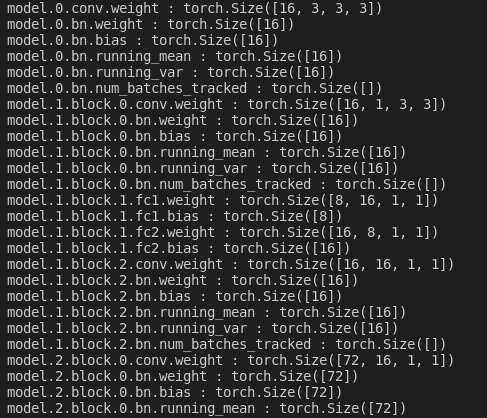 model.0.conv.weight : torch.Size([16, 3, 3, 3])
model.0.bn.weight : torch.Size([16])
model.0.bn.bias : torch.Size([16])
model.0.bn.running_mean : torch.Size([16])
model.0.bn.running_var : torch.Size([16])
model.0.bn.num_batches_tracked : torch.Size([])
model.1.block.0.conv.weight : torch.Size([16, 1, 3, 3])
model.1.block.0.bn.weight : torch.Size([16])
model.1.block.0.bn.bias : torch.Size([16])
model.1.block.0.bn.running_mean : torch.Size([16])
model.1.block.0.bn.running_var : torch.Size([16])
model.1.block.0.bn.num_batches_tracked : torch.Size([])
model.1.block.1.fc1.weight : torch.Size([8, 16, 1, 1])
model.1.block.1.fc1.bias : torch.Size([8])
model.1.block.1.fc2.weight : torch.Size([16, 8, 1, 1])
model.1.block.1.fc2.bias : torch.Size([16])
model.1.block.2.conv.weight : torch.Size([16, 16, 1, 1])
model.1.block.2.bn.weight : torch.Size([16])
model.1.block.2.bn.bias : torch.Size([16])
model.1.block.2.bn.running_mean : torch.Size([16])
model.1.block.2.bn.running_var : torch.Size([16])
model.1.block.2.bn.num_batches_tracked : torch.Size([])
model.2.block.0.conv.weight : torch.Size([72, 16, 1, 1])
model.2.block.0.bn.weight : torch.Size([72])
model.2.block.0.bn.bias : torch.Size([72])
model.2.block.0.bn.running_mean : torch.Size([72])